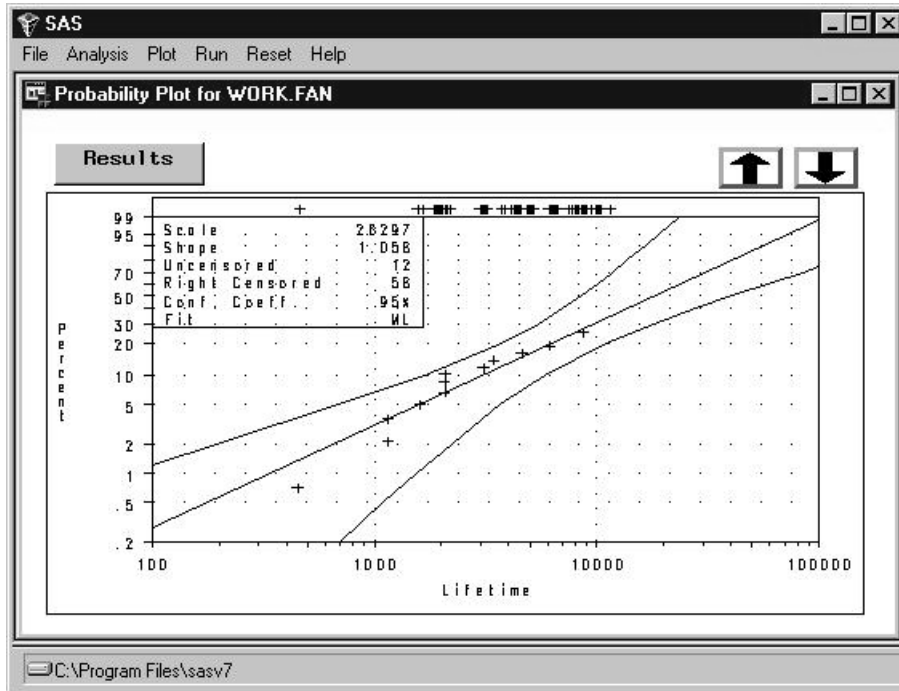 SAS
File Analysis Plot Run Reset Help
Probability Plot for WORK.FAN
Results
Scale 2.6297
Shape 1.058
Uncensored 12
Right Censored 58
Conf. Coeff. 95%
Fit ML
99
95
70
50
30
20
10
5
2
1
.5
.2
Percent
100 1000 10000 100000
Lifetime
C:\Program Files\sasv7